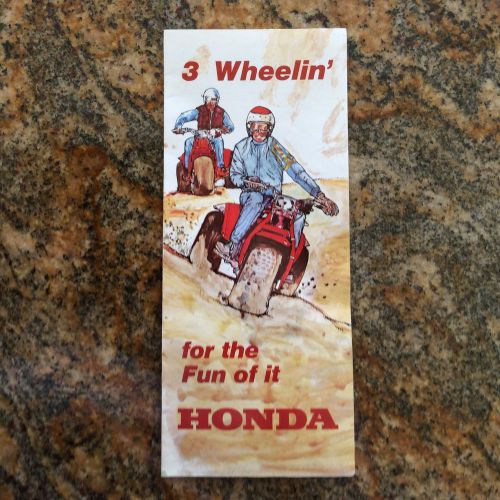 3 Wheelin'
for the
Fun of it
HONDA